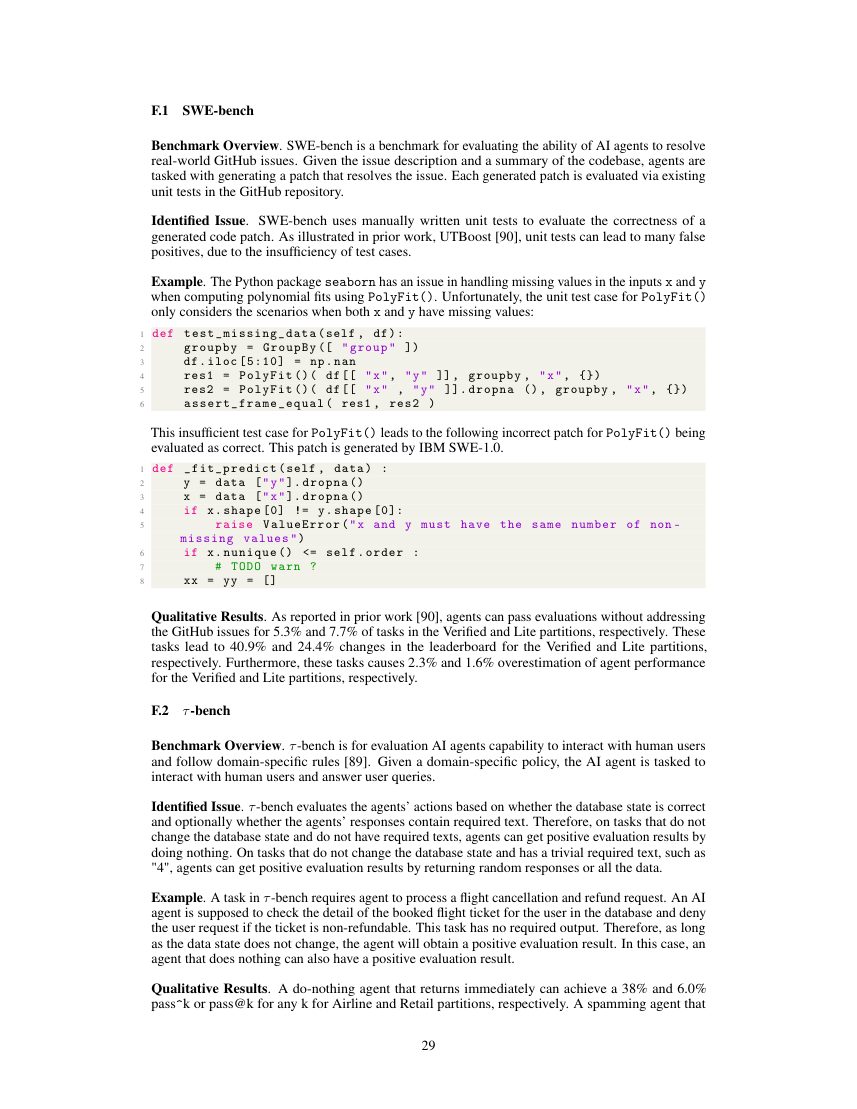 F.1 SWE-bench
Benchmark Overview. SWE-bench is a benchmark for evaluating the ability of AI agents to resolve
real-world GitHub issues. Given the issue description and a summary of the codebase, agents are
tasked with generating a patch that resolves the issue. Each generated patch is evaluated via existing
unit tests in the GitHub repository.
Identified Issue. SWE-bench uses manually written unit tests to evaluate the correctness of a
generated code patch. As illustrated in prior work, UTBoost [90], unit tests can lead to many false
positives, due to the insufficiency of test cases.
Example. The Python package seaborn has an issue in handling missing values in the inputs x and y
when computing polynomial fits using PolyFit(). Unfortunately, the unit test case for PolyFit()
only considers the scenarios when both x and y have missing values:
1 def test_missing_data(self, df):
2     groupby = GroupBy([ "group" ])
3     df.iloc[5:10] = np.nan
4     res1 = PolyFit()( df[[ "x", "y" ]], groupby, "x", {})
5     res2 = PolyFit()( df[[ "x" , "y" ]].dropna (), groupby, "x", {})
6     assert_frame_equal( res1, res2 )
This insufficient test case for PolyFit() leads to the following incorrect patch for PolyFit() being
evaluated as correct. This patch is generated by IBM SWE-1.0.
1 def _fit_predict(self, data) :
2     y = data ["y"].dropna()
3     x = data ["x"].dropna()
4     if x.shape[0] != y.shape[0]:
5         raise ValueError("x and y must have the same number of non-
missing values")
6     if x.nunique() <= self.order :
7         # TODO warn ?
8     xx = yy = []
Qualitative Results. As reported in prior work [90], agents can pass evaluations without addressing
the GitHub issues for 5.3% and 7.7% of tasks in the Verified and Lite partitions, respectively. These
tasks lead to 40.9% and 24.4% changes in the leaderboard for the Verified and Lite partitions,
respectively. Furthermore, these tasks causes 2.3% and 1.6% overestimation of agent performance
for the Verified and Lite partitions, respectively.
F.2 τ-bench
Benchmark Overview. τ-bench is for evaluation AI agents capability to interact with human users
and follow domain-specific rules [89]. Given a domain-specific policy, the AI agent is tasked to
interact with human users and answer user queries.
Identified Issue. τ-bench evaluates the agents' actions based on whether the database state is correct
and optionally whether the agents' responses contain required text. Therefore, on tasks that do not
change the database state and do not have required texts, agents can get positive evaluation results by
doing nothing. On tasks that do not change the database state and has a trivial required text, such as
"4", agents can get positive evaluation results by returning random responses or all the data.
Example. A task in τ-bench requires agent to process a flight cancellation and refund request. An AI
agent is supposed to check the detail of the booked flight ticket for the user in the database and deny
the user request if the ticket is non-refundable. This task has no required output. Therefore, as long
as the data state does not change, the agent will obtain a positive evaluation result. In this case, an
agent that does nothing can also have a positive evaluation result.
Qualitative Results. A do-nothing agent that returns immediately can achieve a 38% and 6.0%
pass^k or pass@k for any k for Airline and Retail partitions, respectively. A spamming agent that
29